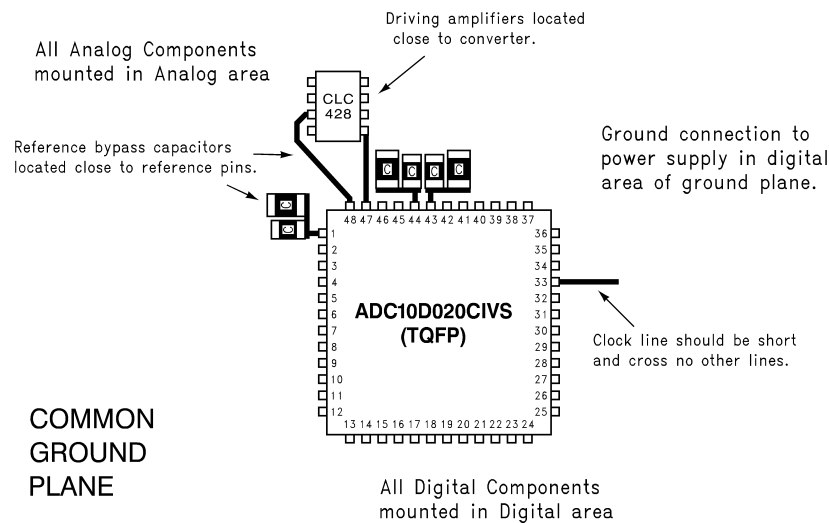 Driving amplifiers located
close to converter.
All Analog Components
mounted in Analog area
CLC
428
Reference bypass capacitors
located close to reference pins.
Ground connection to
power supply in digital
area of ground plane.
C C C C
C
C
48 47 46 45 44 43 42 41 40 39 38 37
1
2
3
4
5
6
7
8
9
10
11
12
36
35
34
33
32
31
30
29
28
27
26
25
ADC10D020CIVS
(TQFP)
13 14 15 16 17 18 19 20 21 22 23 24
Clock line should be short
and cross no other lines.
COMMON
GROUND
PLANE
All Digital Components
mounted in Digital area